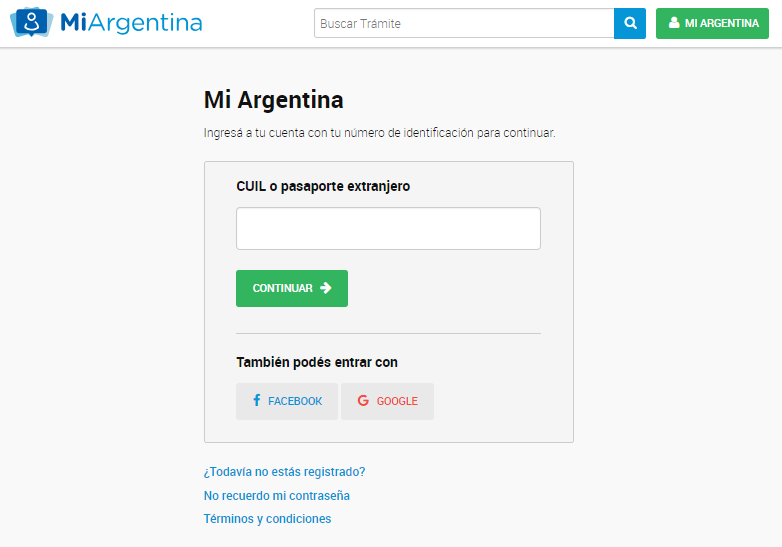 MiArgentina
Buscar Trámite
MI ARGENTINA
Mi Argentina
Ingresá a tu cuenta con tu número de identificación para continuar.
CUIL o pasaporte extranjero
CONTINUAR
También podés entrar con
FACEBOOK
GOOGLE
¿Todavía no estás registrado?
No recuerdo mi contraseña
Términos y condiciones